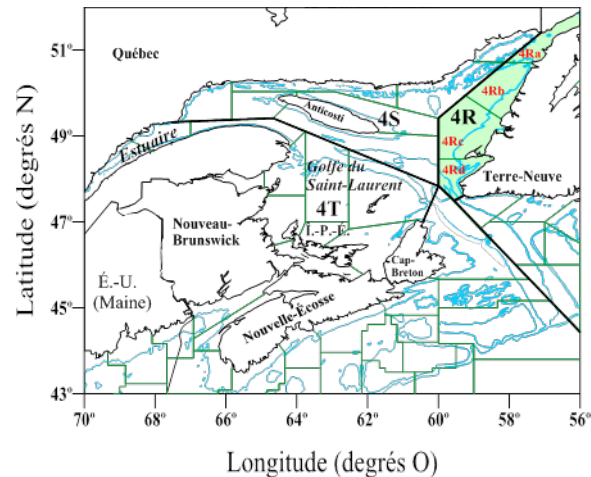 51°
Québec
4Ra
4Rb
Anticosti
4S
4R
49°
4Rc
Estuaire
Golfe du
Saint-Laurent
4Rd
Terre-Neuve
47°
4T
Nouveau-
Brunswick
Î.-P.-É.
Cap-
Breton
É.-U.
(Maine)
45°
Nouvelle-Écosse
43°
70°
68°
66°
64°
62°
60°
58°
56°
Latitude (degrés N)
Longitude (degrés O)